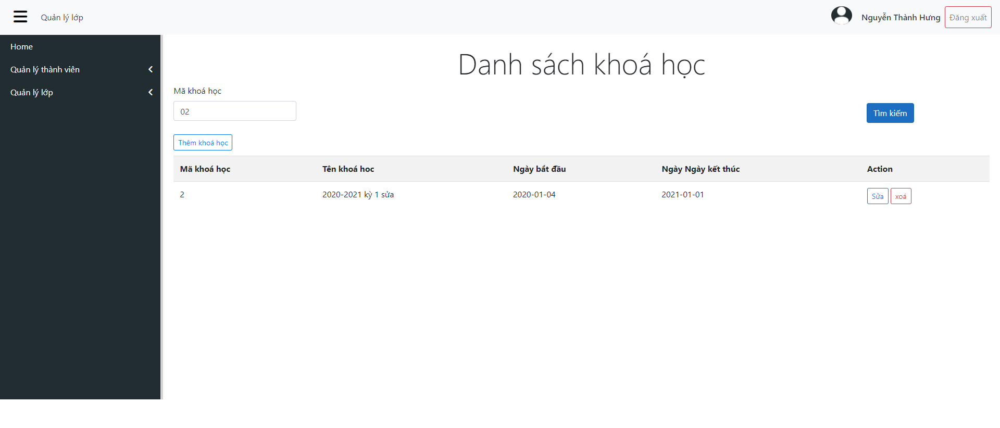 Quản lý lớp
Nguyễn Thành Hưng
Đăng xuất
Home
Quản lý thành viên
Quản lý lớp
Danh sách khoá học
Mã khoá học
02
Tìm kiếm
Thêm khoá học
Mã khoá học Tên khoá hoc Ngày bắt đầu Ngày Ngày kết thúc Action
2 2020-2021 kỳ 1 sửa 2020-01-04 2021-01-01 Sửa xoá